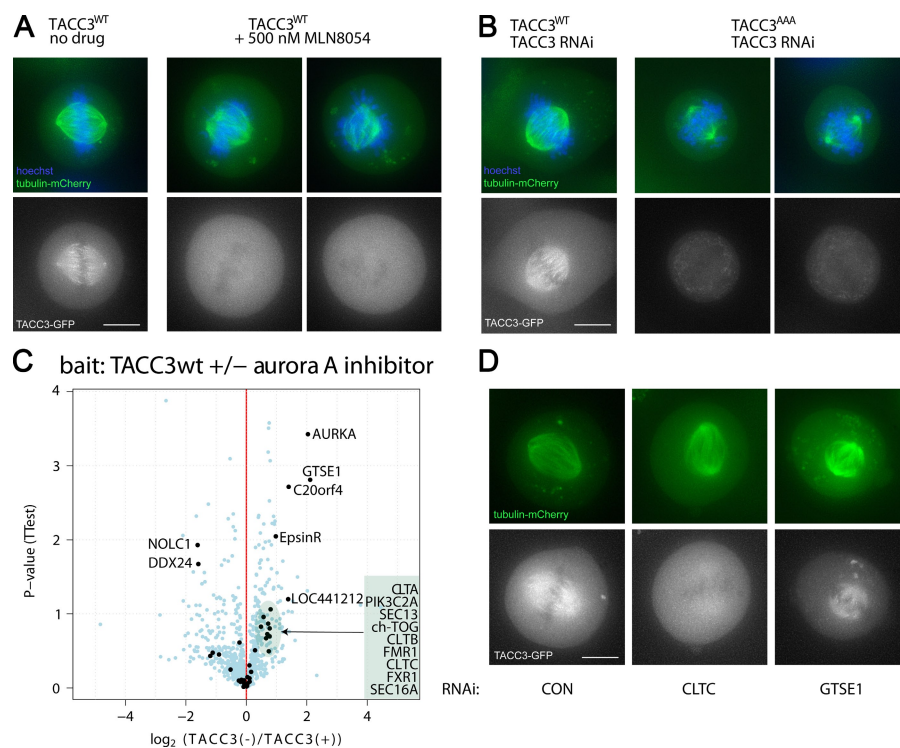 A
TACC3WT
no drug
TACC3WT
+ 500 nM MLN8054
hoechst
tubulin-mCherry
TACC3-GFP
B
TACC3WT
TACC3 RNAi
TACC3AAA
TACC3 RNAi
hoechst
tubulin-mCherry
TACC3-GFP
C bait: TACC3wt +/− aurora A inhibitor
P−value (TTest)
4
3
2
1
0
AURKA
GTSE1
C20orf4
EpsinR
NOLC1
DDX24
LOC441212
CLTA
PIK3C2A
SEC13
ch-TOG
CLTB
FMR1
CLTC
FXR1
SEC16A
−4 −2 0 2 4
log2 (TACC3(-)/TACC3(+))
D
tubulin-mCherry
TACC3-GFP
RNAi: CON CLTC GTSE1